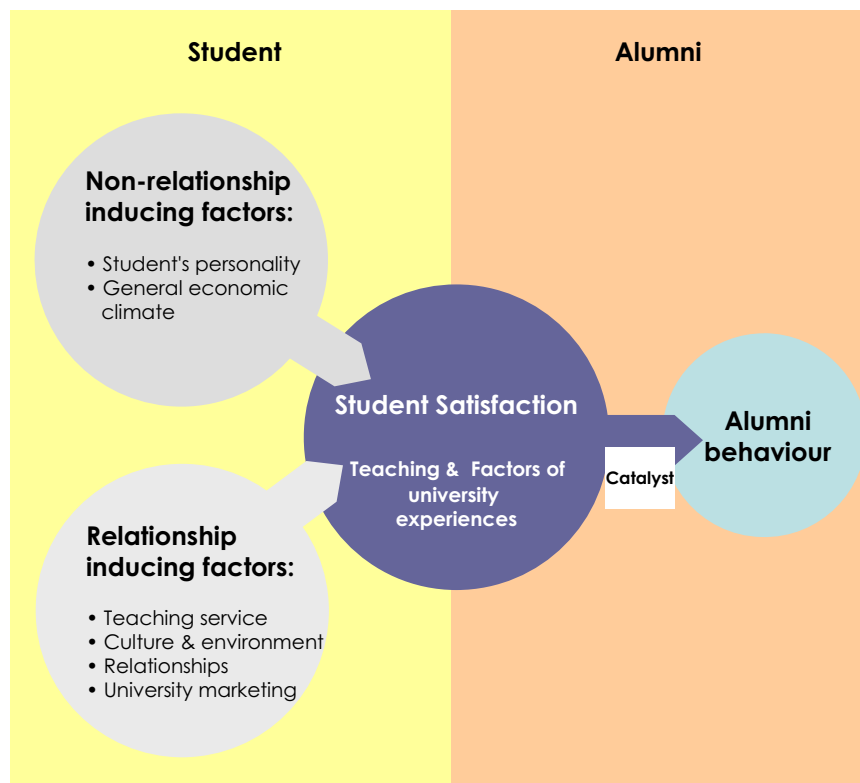 Student
Alumni
Non-relationship
inducing factors:
• Student's personality
• General economic
climate
Student Satisfaction
Teaching & Factors of
university
experiences
Catalyst
Alumni
behaviour
Relationship
inducing factors:
• Teaching service
• Culture & environment
• Relationships
• University marketing